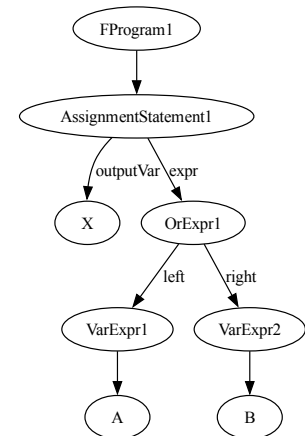 FProgram1
AssignmentStatement1
outputVar expr
X OrExpr1
left right
VarExpr1 VarExpr2
A B